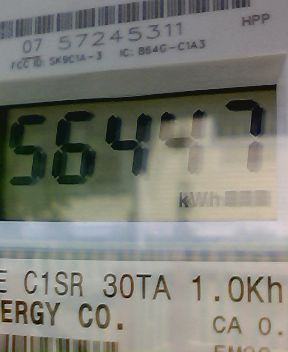 HPP
07 57245311
FCC ID: SK9C1A-3 IC: 864G-C1A3
56447
kWh
E C1SR 30TA 1.0Kh
ERGY CO.
CA 0.